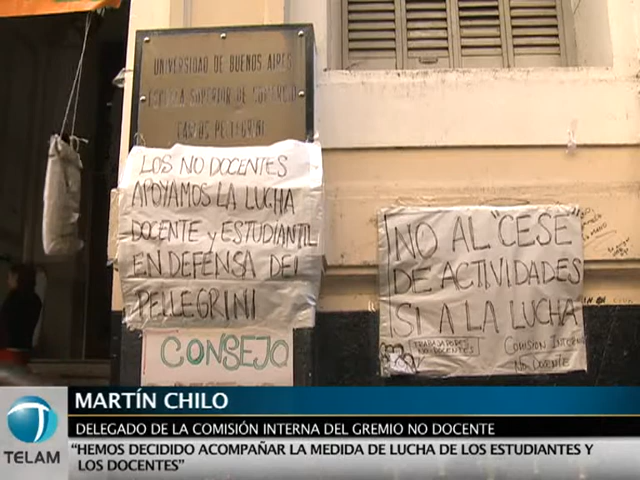 UNIVERSIDAD DE BUENOS AIRES
ESCUELA SUPERIOR DE COMERCIO
CARLOS PELLEGRINI
LOS NO DOCENTES
APOYAMOS LA LUCHA
DOCENTE y ESTUDIANTIL
EN DEFENSA DEl
PELLEGRINI
CONSEJO
NO AL "CESE"
DE ACTIVIDADES
SI A LA LUCHA
TRABAJADORES
NO-DOCENTES
COMISION INTERNA
NO DOCENTE
MARTÍN CHILO
DELEGADO DE LA COMISIÓN INTERNA DEL GREMIO NO DOCENTE
"HEMOS DECIDIDO ACOMPAÑAR LA MEDIDA DE LUCHA DE LOS ESTUDIANTES Y
LOS DOCENTES"
TELAM